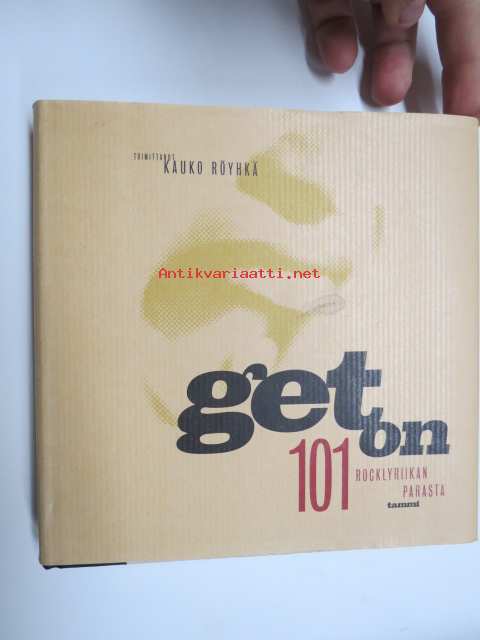 TOIMITTANUT
KAUKO RÖYHKÄ
Antikvariaatti.net
get
on
101 ROCKLYRIIKAN
PARASTA
tammi